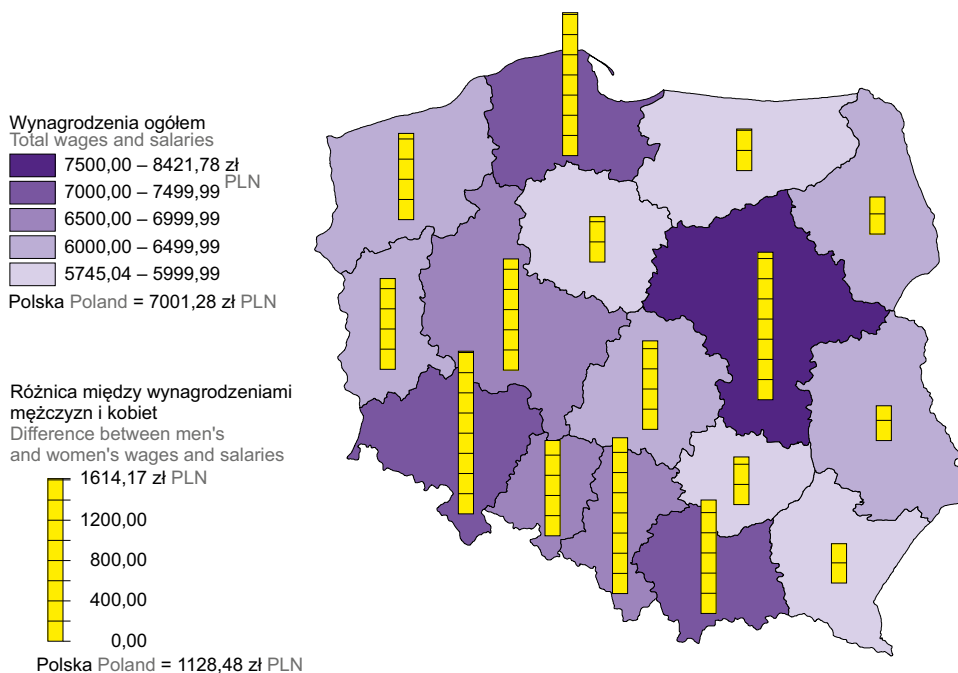 Wynagrodzenia ogółem
Total wages and salaries
7500,00 – 8421,78 zł
PLN
7000,00 – 7499,99
6500,00 – 6999,99
6000,00 – 6499,99
5745,04 – 5999,99
Polska Poland = 7001,28 zł PLN
Różnica między wynagrodzeniami
mężczyzn i kobiet
Difference between men's
and women's wages and salaries
1614,17 zł PLN
1200,00
800,00
400,00
0,00
Polska Poland = 1128,48 zł PLN